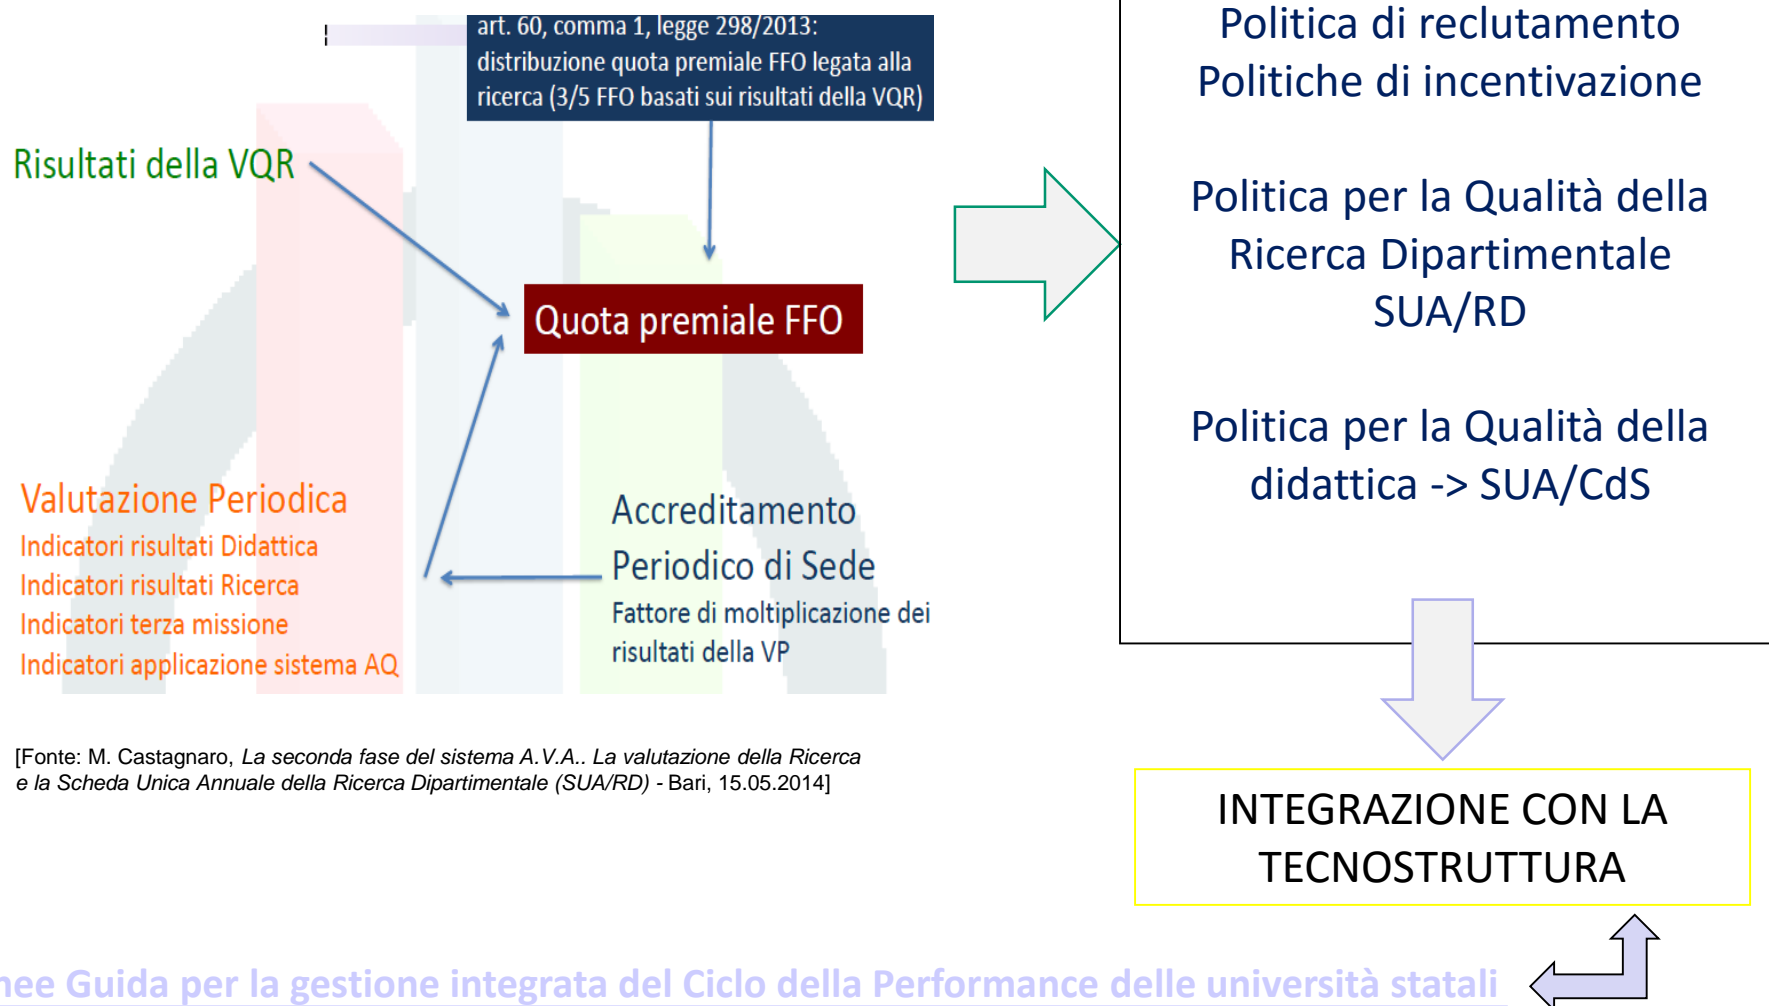 art. 60, comma 1, legge 298/2013:
distribuzione quota premiale FFO legata alla
ricerca (3/5 FFO basati sui risultati della VQR)
Risultati della VQR
Quota premiale FFO
Valutazione Periodica
Indicatori risultati Didattica
Indicatori risultati Ricerca
Indicatori terza missione
Indicatori applicazione sistema AQ
Accreditamento
Periodico di Sede
Fattore di moltiplicazione dei
risultati della VP
[Fonte: M. Castagnaro, La seconda fase del sistema A.V.A.. La valutazione della Ricerca
e la Scheda Unica Annuale della Ricerca Dipartimentale (SUA/RD) - Bari, 15.05.2014]
Politica di reclutamento
Politiche di incentivazione
Politica per la Qualità della
Ricerca Dipartimentale
SUA/RD
Politica per la Qualità della
didattica -> SUA/CdS
INTEGRAZIONE CON LA
TECNOSTRUTTURA
Guida per la gestione integrata del Ciclo della Performance delle università statali